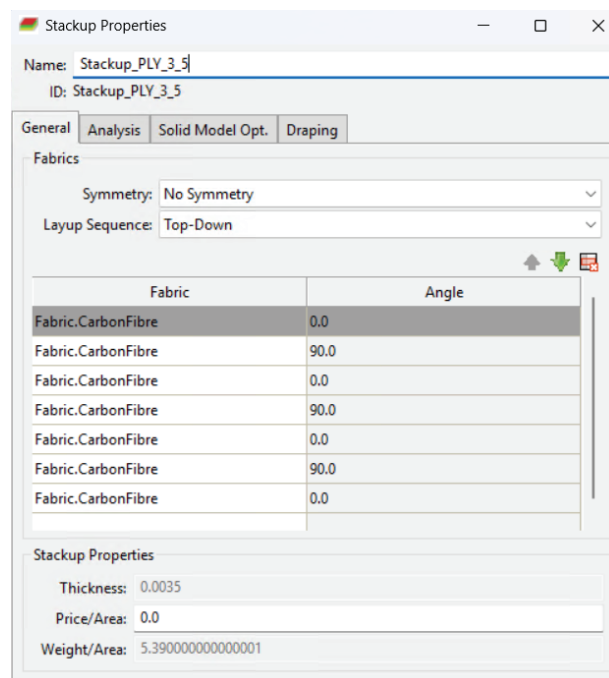 Stackup Properties
Name: Stackup_PLY_3_5
ID: Stackup_PLY_3_5
General Analysis Solid Model Opt. Draping
Fabrics
Symmetry: No Symmetry
Layup Sequence: Top-Down
Fabric Angle
Fabric.CarbonFibre 0.0
Fabric.CarbonFibre 90.0
Fabric.CarbonFibre 0.0
Fabric.CarbonFibre 90.0
Fabric.CarbonFibre 0.0
Fabric.CarbonFibre 90.0
Fabric.CarbonFibre 0.0
Stackup Properties
Thickness: 0.0035
Price/Area: 0.0
Weight/Area: 5.390000000000001